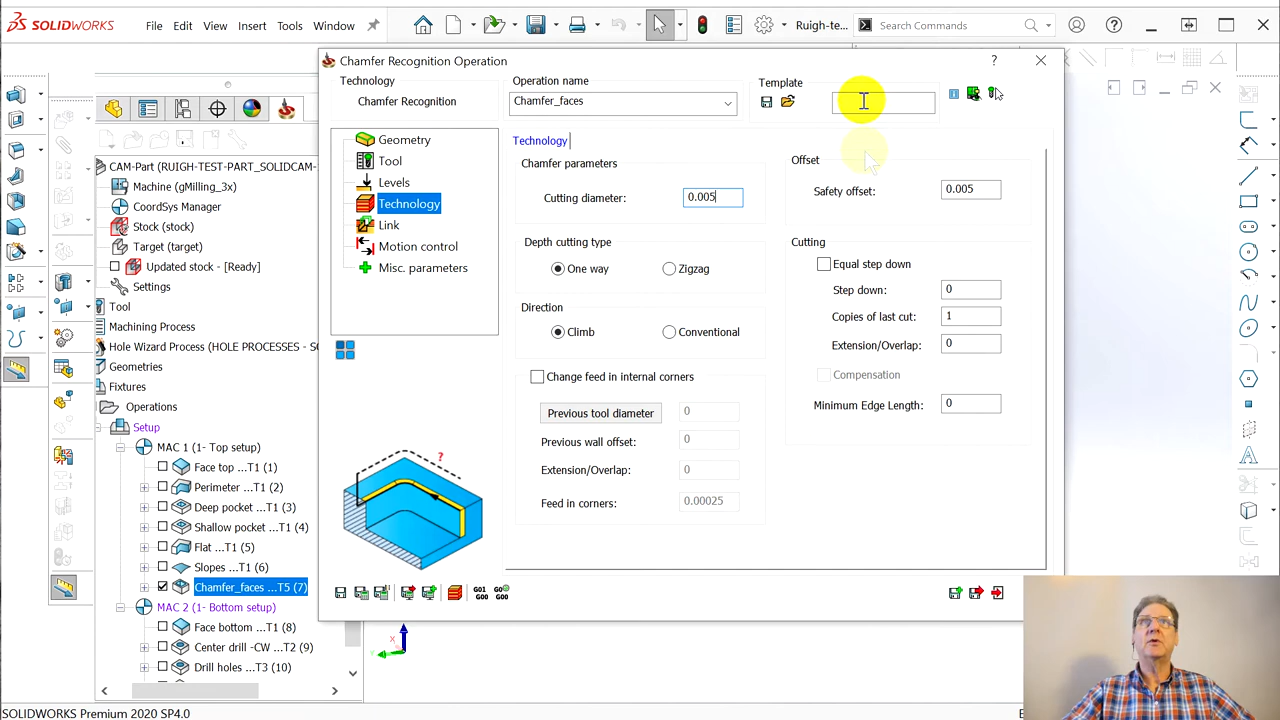 SOLIDWORKS File Edit View Insert Tools Window Ruigh-te... Search Commands
Chamfer Recognition Operation
Technology
Chamfer Recognition
Operation name
Chamfer_faces
Template
Geometry
Tool
Levels
Technology
Link
Motion control
Misc. parameters
Technology
Chamfer parameters
Cutting diameter: 0.005
Depth cutting type
One way Zigzag
Direction
Climb Conventional
Change feed in internal corners
Previous tool diameter 0
Previous wall offset: 0
Extension/Overlap: 0
Feed in corners: 0.00025
Offset
Safety offset: 0.005
Cutting
Equal step down
Step down: 0
Copies of last cut: 1
Extension/Overlap: 0
Compensation
Minimum Edge Length: 0
?
G01
G00
G01
G00
CAM-Part (RUIGH-TEST-PART_SOLIDCAM-
Machine (gMilling_3x)
CoordSys Manager
Stock (stock)
Target (target)
Updated stock - [Ready]
Settings
Tool
Machining Process
Hole Wizard Process (HOLE PROCESSES - SO
Geometries
Fixtures
Operations
Setup
MAC 1 (1- Top setup)
Face top ...T1 (1)
Perimeter ...T1 (2)
Deep pocket ...T1 (3)
Shallow pocket ...T1 (4)
Flat ...T1 (5)
Slopes ...T1 (6)
Chamfer_faces ...T5 (7)
MAC 2 (1- Bottom setup)
Face bottom ...T1 (8)
Center drill -CW ...T2 (9)
Drill holes ...T3 (10)
SOLIDWORKS Premium 2020 SP4.0